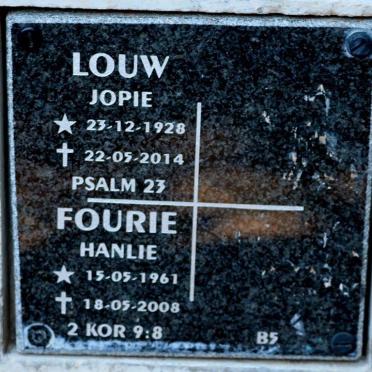 LOUW
JOPIE
★ 23-12-1928
✝ 22-05-2014
PSALM 23
FOURIE
HANLIE
★ 15-05-1961
✝ 18-05-2008
2 KOR 9:8
B5